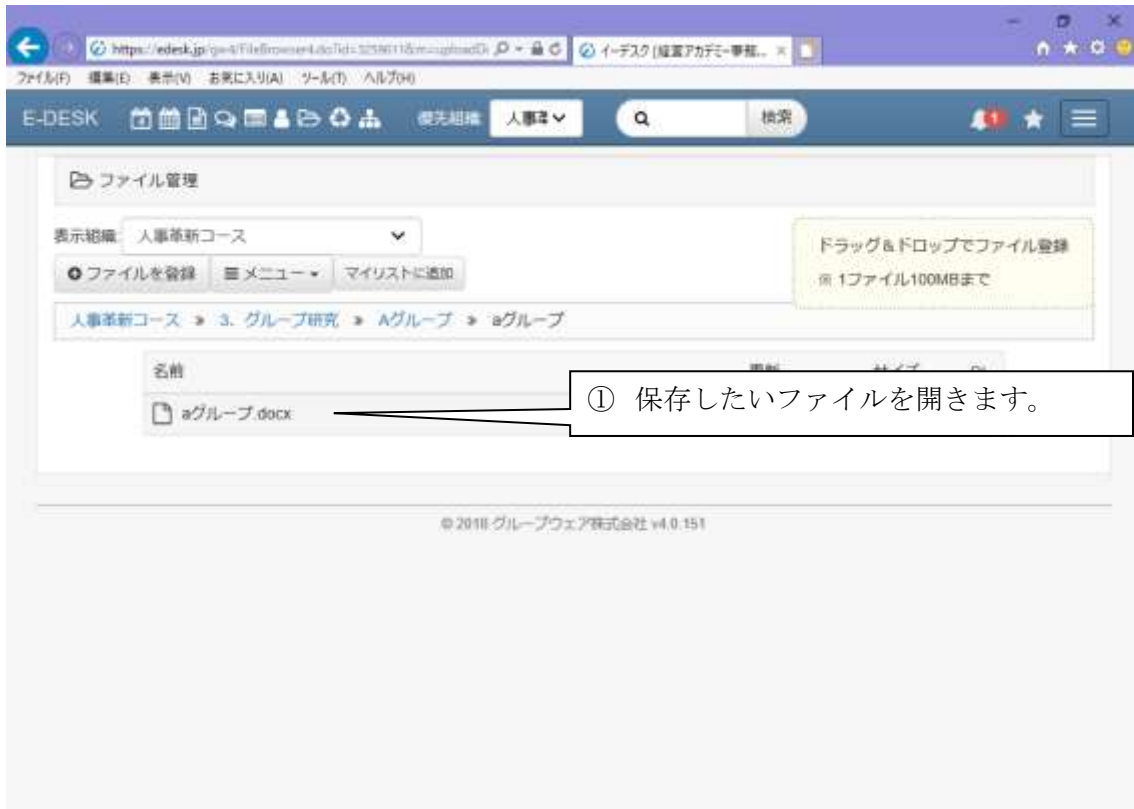 https://edesk.jp/
イーデスク
ファイル(F) 編集(E) 表示(V) お気に入り(A) ツール(T) ヘルプ(H)
E-DESK 優先組織 検索
ファイル管理
表示組織: 人事革新コース
ドラッグ&ドロップでファイル登録
※ 1ファイル100MBまで
ファイルを登録 メニュー マイリストに追加
人事革新コース » 3. グループ研究 » Aグループ » aグループ
名前
aグループ.docx
① 保存したいファイルを開きます。
© 2018 グループウェア株式会社 v4.0.151